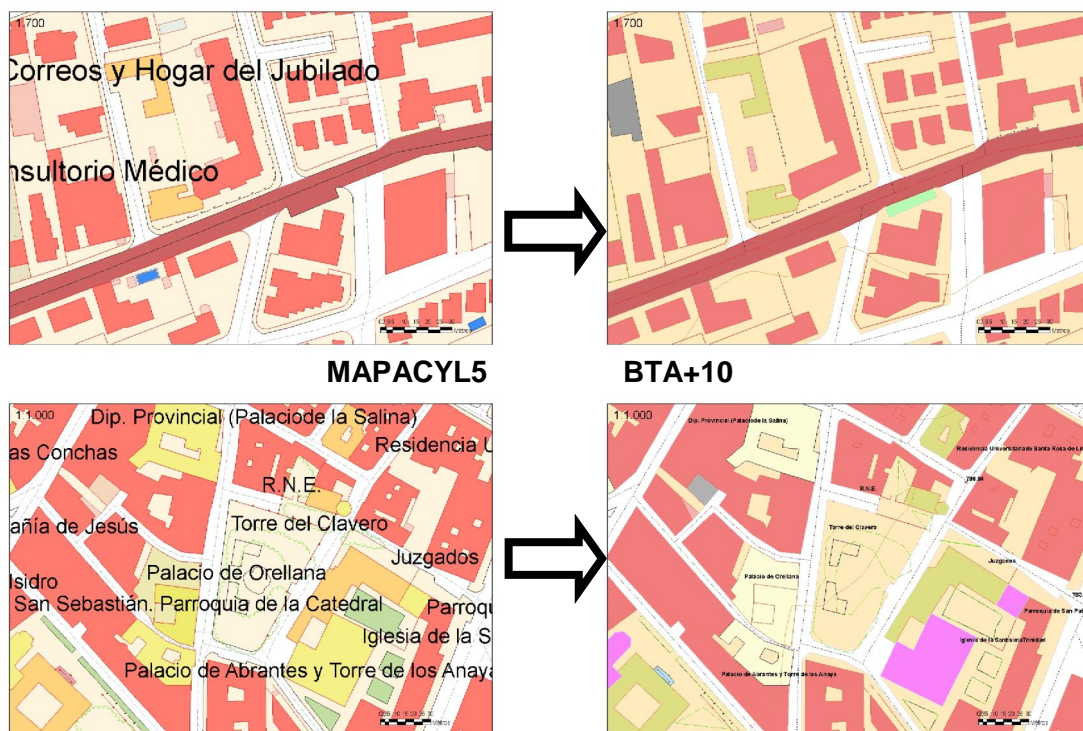 1:700
Correos y Hogar del Jubilado
nsultorio Médico
Metros
1:700
Metros
MAPACYL5
BTA+10
1:1.000
Dip. Provincial (Palaciode la Salina)
Residencia U
as Conchas
R.N.E.
añía de Jesús
Torre del Clavero
Juzgados
Palacio de Orellana
Isidro
San Sebastián. Parroquia de la Catedral
Parroqu
Iglesia de la S
Palacio de Abrantes y Torre de los Anaya
Metros
1:1.000
Dip. Provincial (Palaciode la Salina)
Residencia Universitaria de Santa Rosa de Li
R.N.E.
Torre del Clavero
Juzgados
Palacio de Orellana
Parroquia de San Pa
Iglesia de la SantísimaTrinidad
Palacio de Abrantes y Torre de los Anaya
Metros